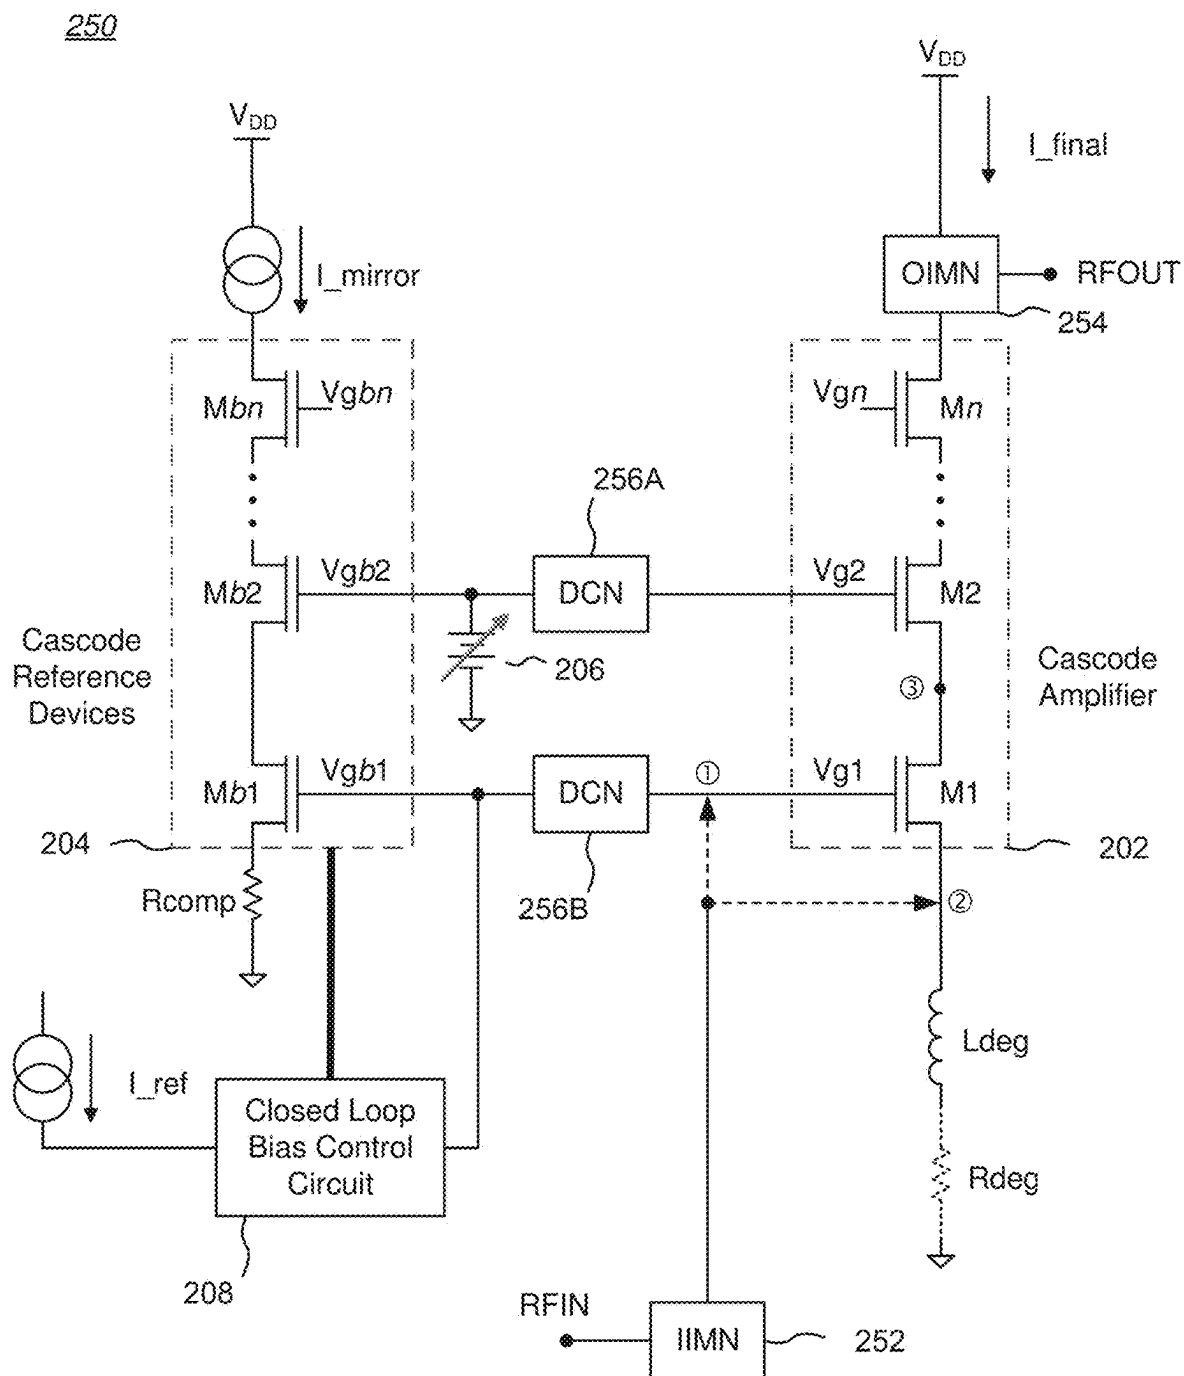 250
VDD
I_final
VDD
I_mirror
OIMN
RFOUT
254
Mbn
Vgbn
Vgn
Mn
256A
Mb2
Vgb2
DCN
Vg2
M2
Cascode
Reference
Devices
206
③
Cascode
Amplifier
Mb1
Vgb1
DCN
①
Vg1
M1
204
202
Rcomp
256B
②
I_ref
Ldeg
Closed Loop
Bias Control
Circuit
Rdeg
208
RFIN
IIMN
252